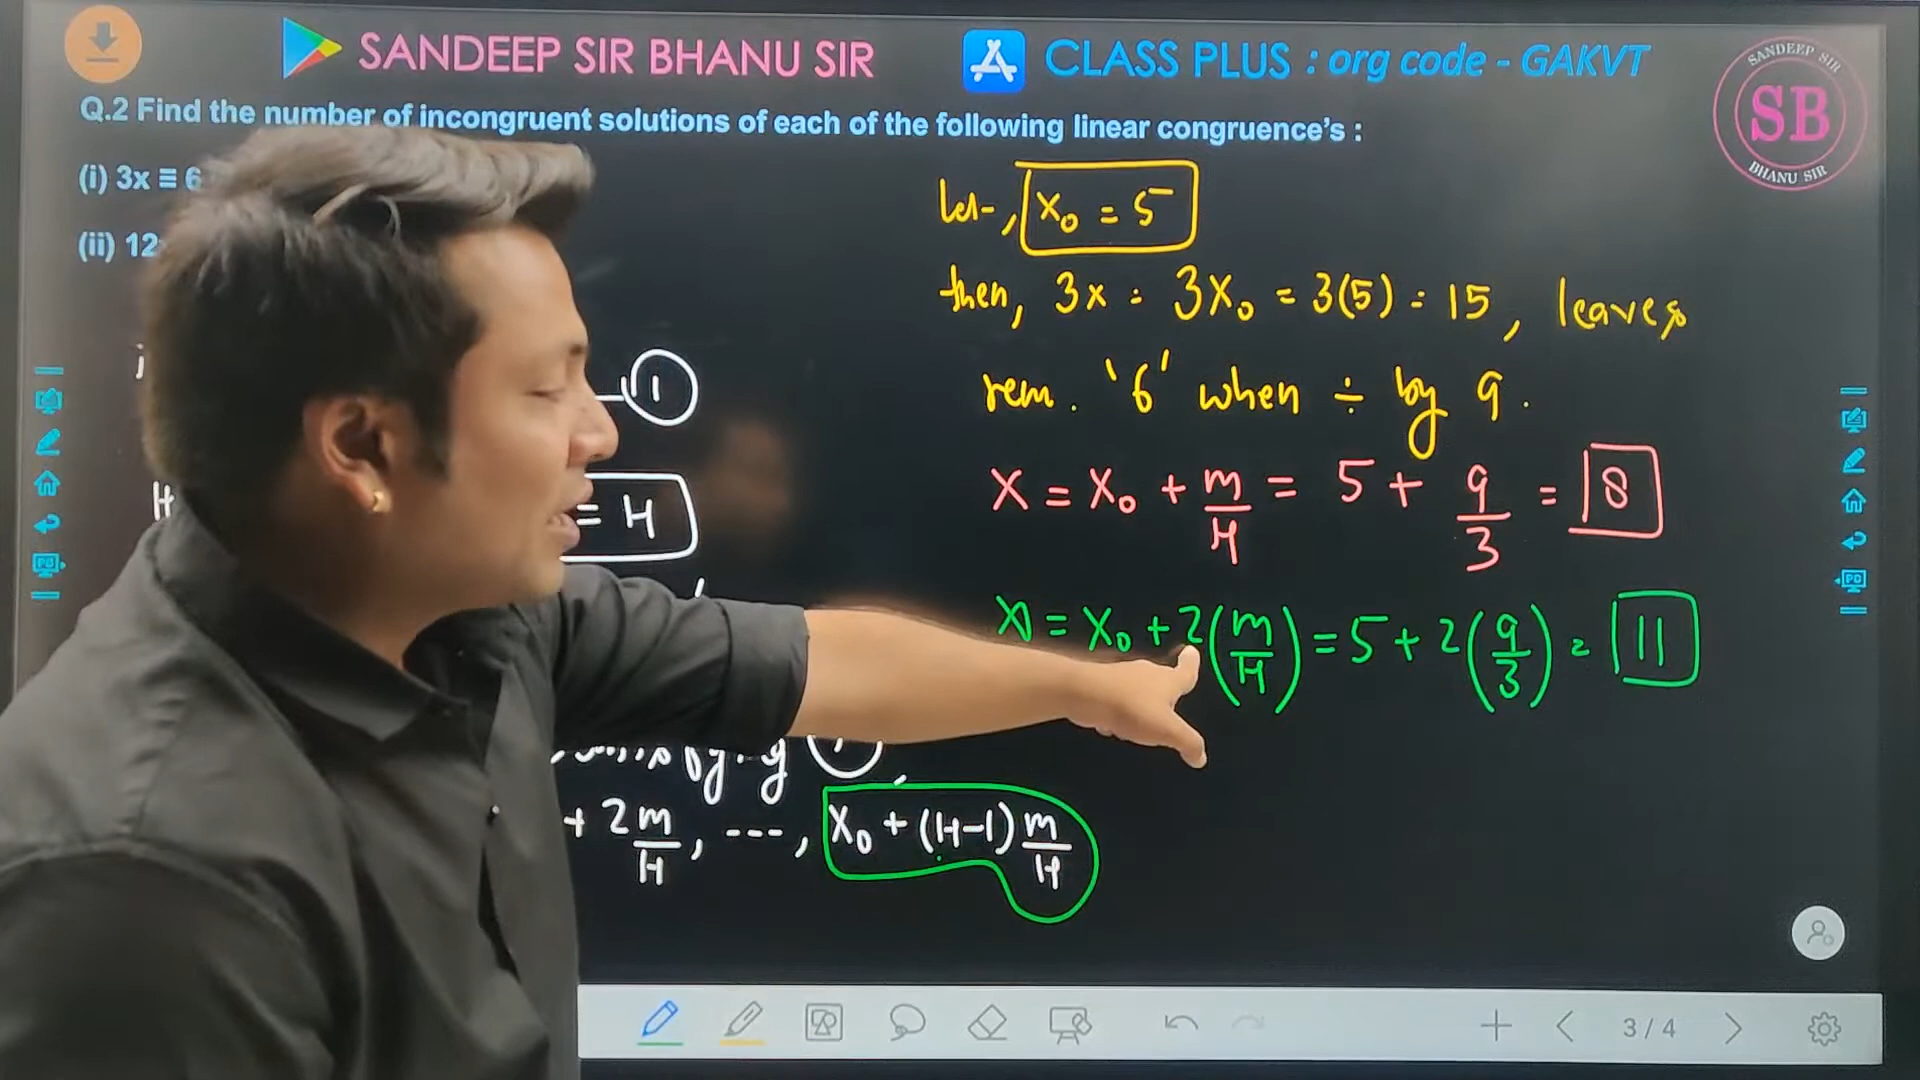 SANDEEP SIR BHANU SIR
CLASS PLUS : org code - GAKVT
SANDEEP SIR
SB
BHANU SIR
Q.2 Find the number of incongruent solutions of each of the following linear congruence's :
(i) 3x ≡ 6
(ii) 12
1
= H
+ 2m/H, ---, x₀ + (H-1) m/H
let, x₀ = 5
then, 3x = 3x₀ = 3(5) = 15, leaves
rem. '6' when ÷ by 9.
x = x₀ + m/H = 5 + 9/3 = 8
x = x₀ + 2(m/H) = 5 + 2(9/3) = 11
3 / 4